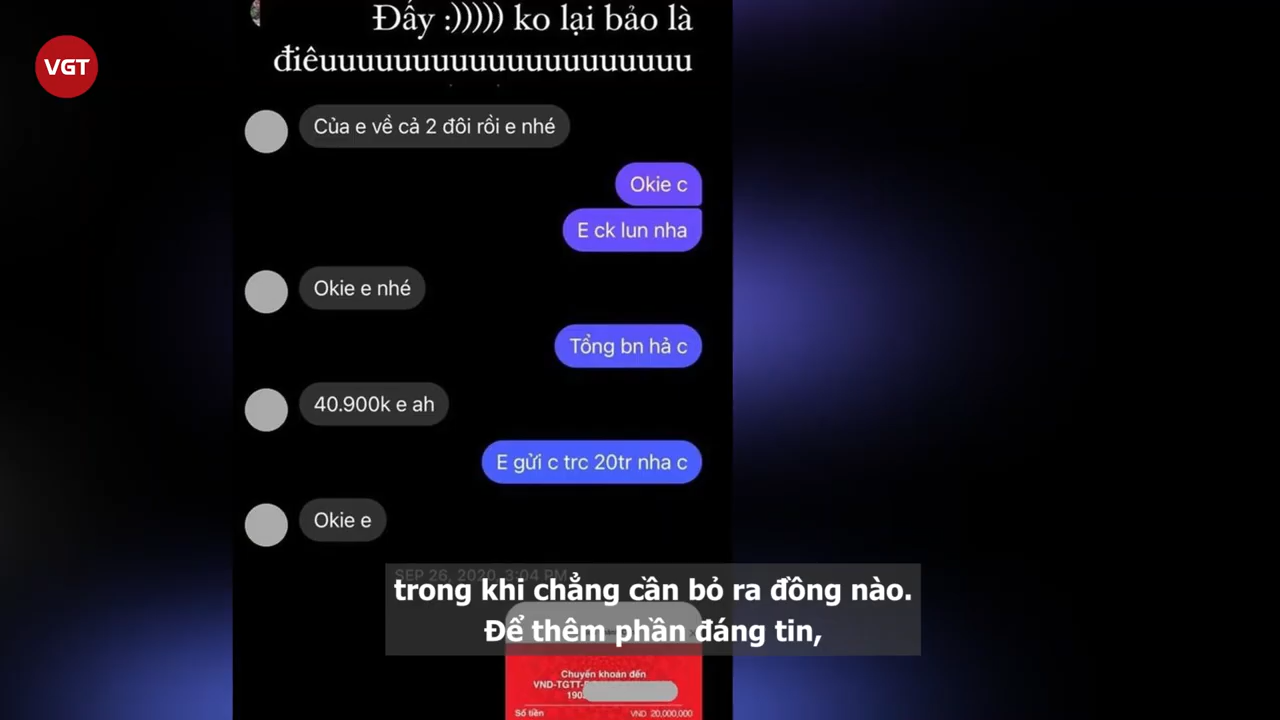 VGT
Đấy :))))) ko lại bảo là
điêuuuuuuuuuuuuuuuuuuuu
Của e về cả 2 đôi rồi e nhé
Okie c
E ck lun nha
Okie e nhé
Tổng bn hả c
40.900k e ah
E gửi c trc 20tr nha c
Okie e
SEP 26, 2020, 3:04 PM
trong khi chẳng cần bỏ ra đồng nào.
Để thêm phần đáng tin,
Chuyển khoản đến
VND-TGTT-
190
Số tiền VND 20,000,000